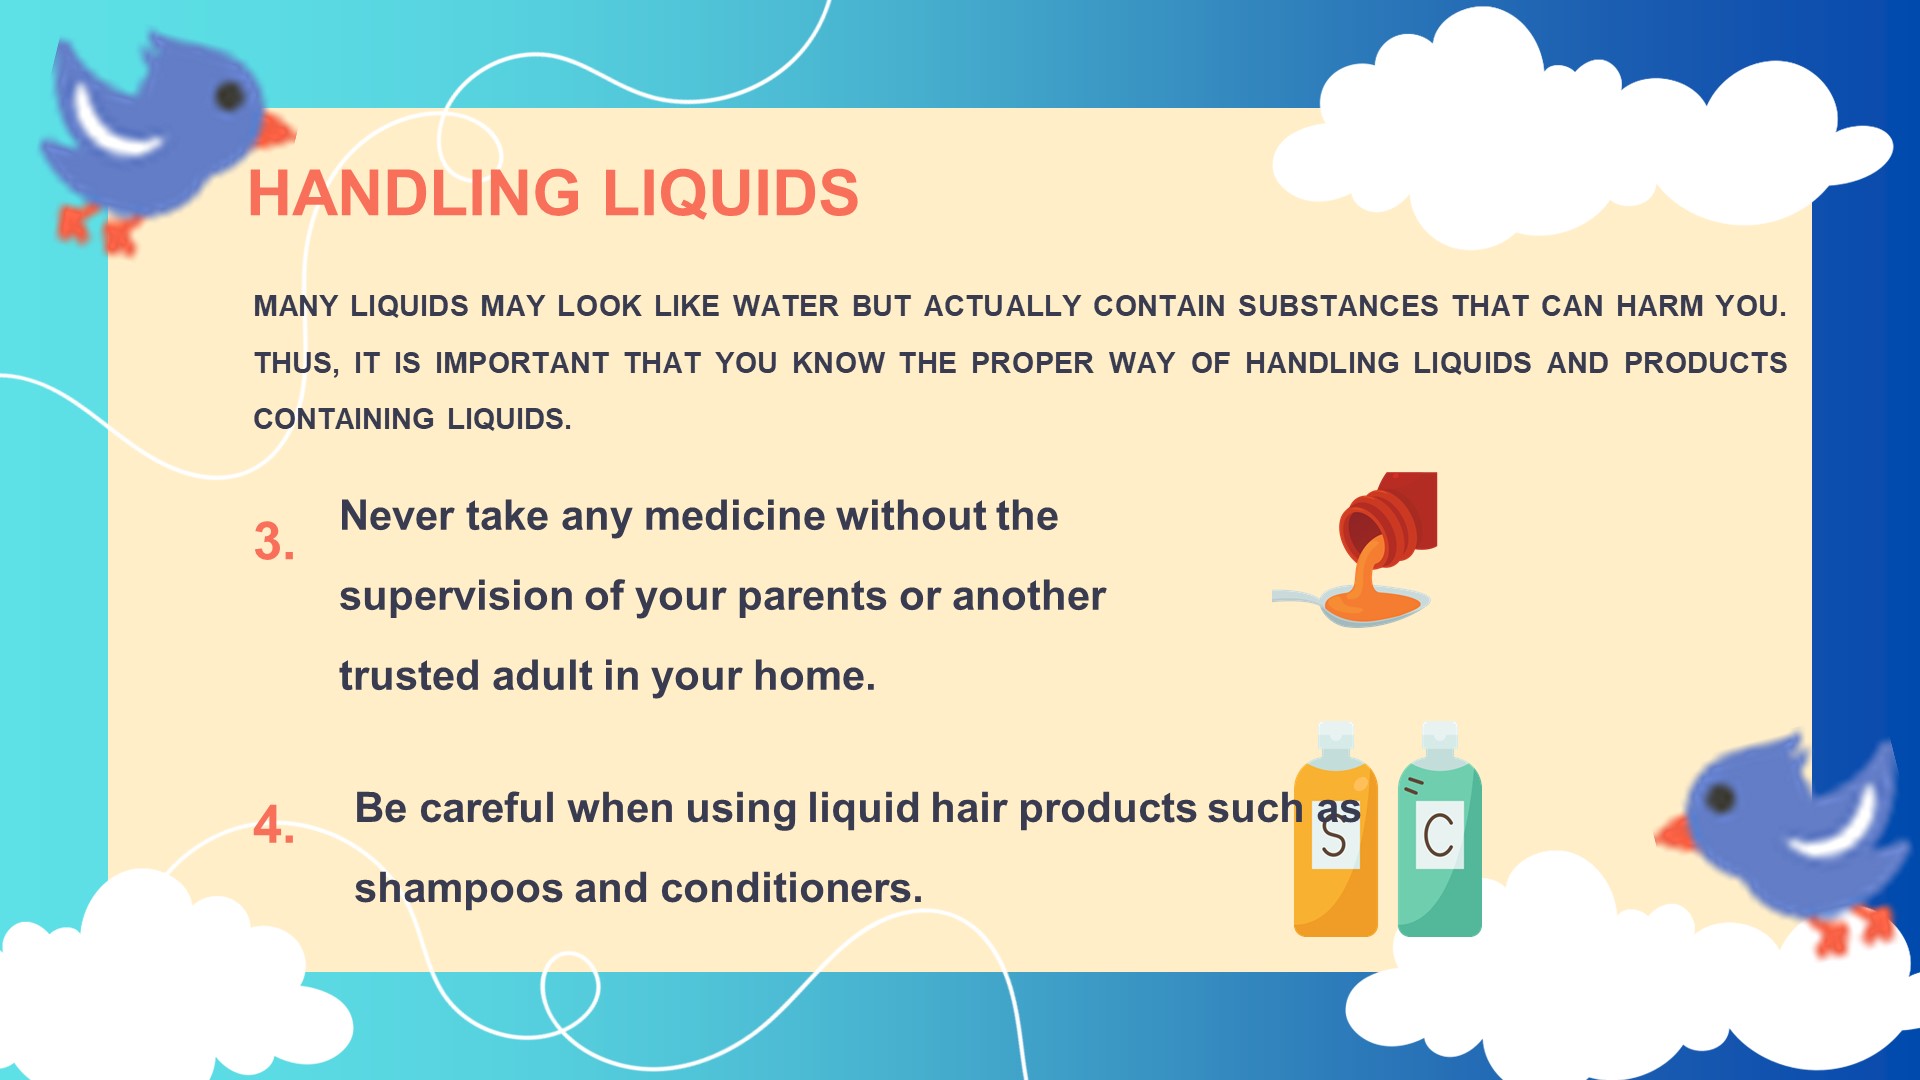 HANDLING LIQUIDS
MANY LIQUIDS MAY LOOK LIKE WATER BUT ACTUALLY CONTAIN SUBSTANCES THAT CAN HARM YOU.
THUS, IT IS IMPORTANT THAT YOU KNOW THE PROPER WAY OF HANDLING LIQUIDS AND PRODUCTS
CONTAINING LIQUIDS.
3. Never take any medicine without the
supervision of your parents or another
trusted adult in your home.
4. Be careful when using liquid hair products such as
shampoos and conditioners.
S C